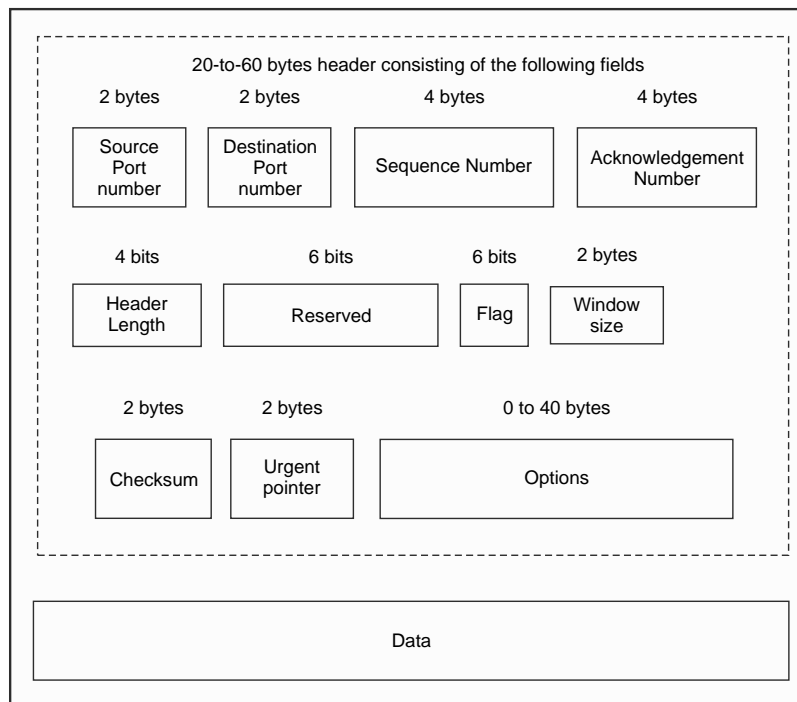 20-to-60 bytes header consisting of the following fields
2 bytes 2 bytes 4 bytes 4 bytes
Source
Port
number
Destination
Port
number
Sequence Number
Acknowledgement
Number
4 bits 6 bits 6 bits 2 bytes
Header
Length
Reserved
Flag
Window
size
2 bytes 2 bytes 0 to 40 bytes
Checksum
Urgent
pointer
Options
Data